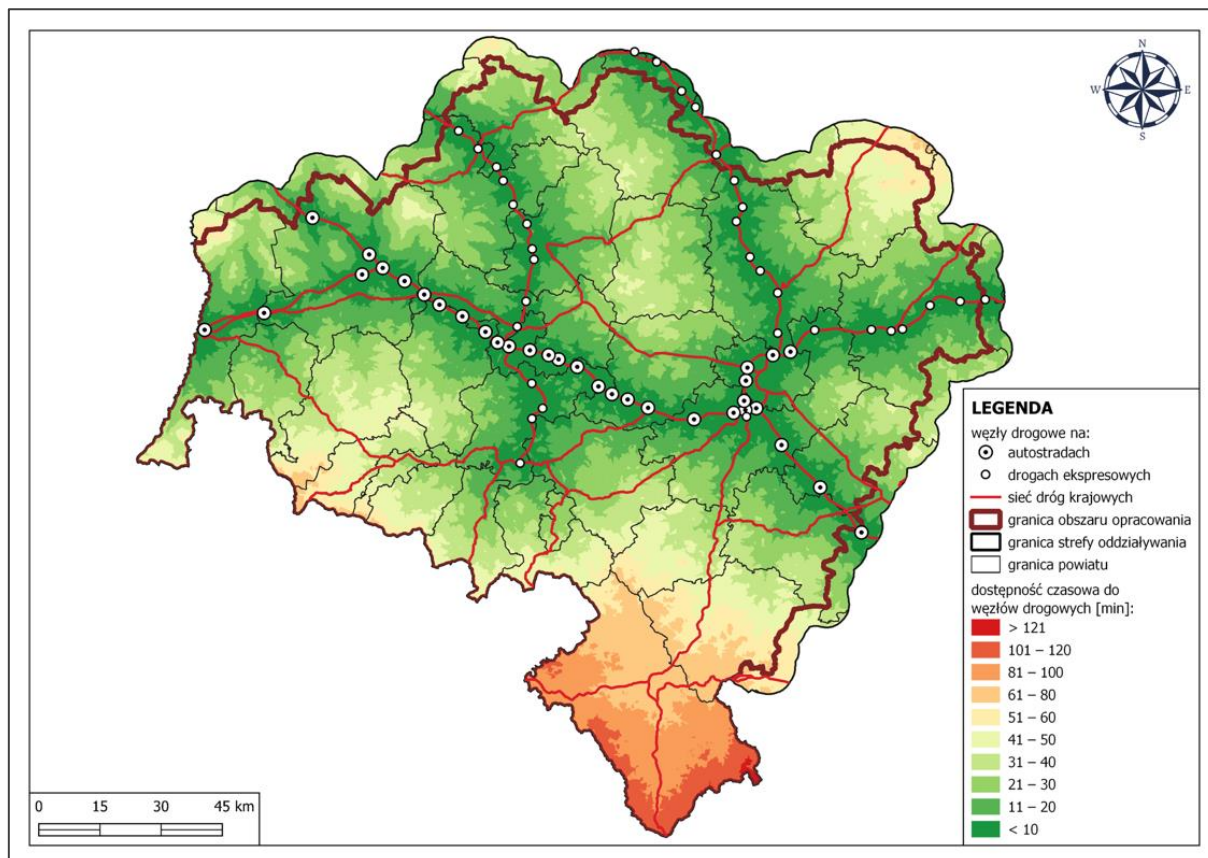 N
W E
S
LEGENDA
węzły drogowe na:
autostradach
drogach ekspresowych
sieć dróg krajowych
granica obszaru opracowania
granica strefy oddziaływania
granica powiatu
dostępność czasowa do
węzłów drogowych [min]:
> 121
101 – 120
81 – 100
61 – 80
51 – 60
41 – 50
31 – 40
21 – 30
11 – 20
< 10
0 15 30 45 km